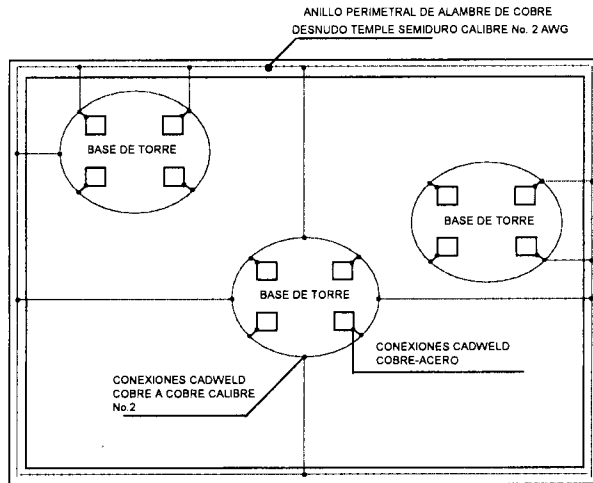 ANILLO PERIMETRAL DE ALAMBRE DE COBRE
DESNUDO TEMPLE SEMIDURO CALIBRE No. 2 AWG
BASE DE TORRE
BASE DE TORRE
BASE DE TORRE
CONEXIONES CADWELD
COBRE-ACERO
CONEXIONES CADWELD
COBRE A COBRE CALIBRE
No.2